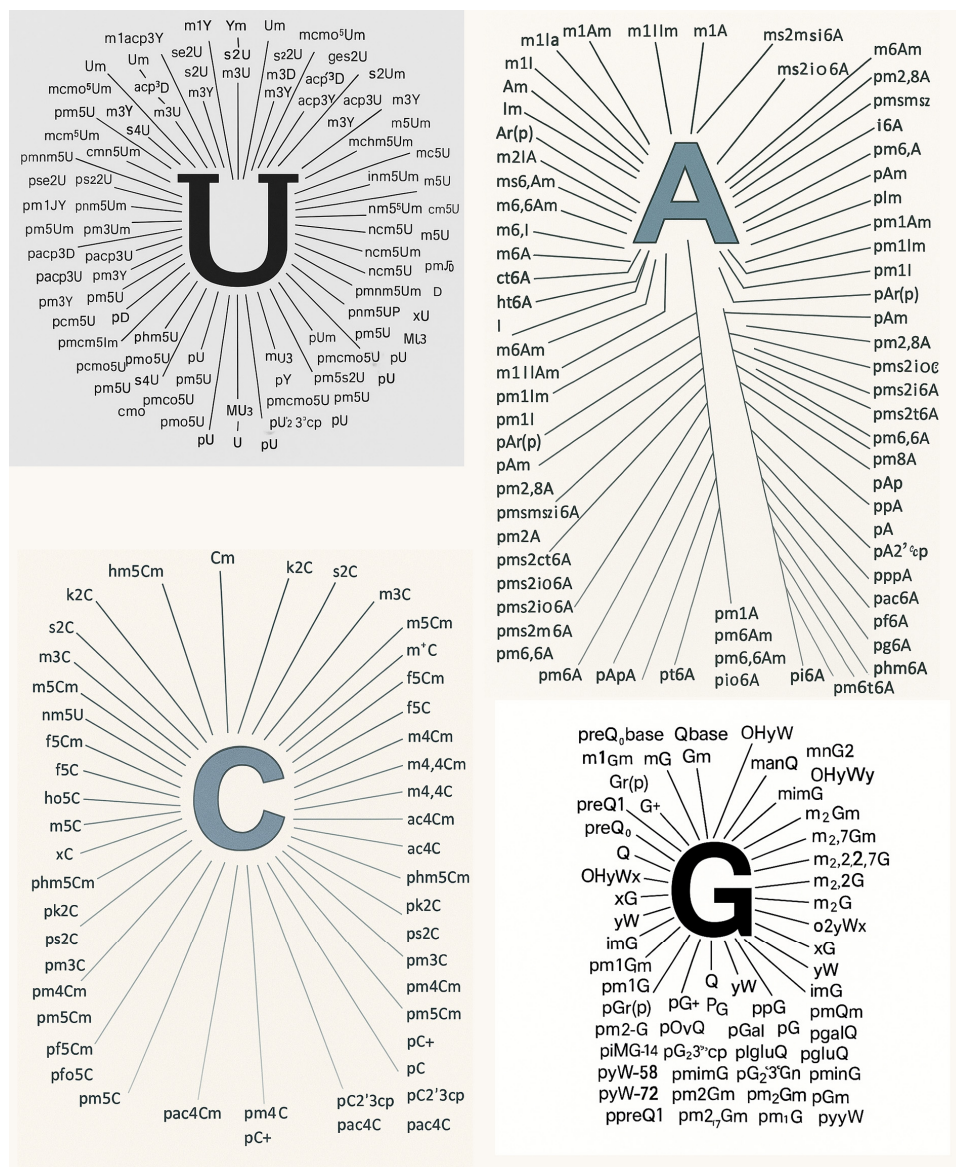 m1Y Ym Um
m1acp3Y mcmo⁵Um
se2U s2U sz2U ges2U
Um Um s2U m3U m3D acp³D s2Um
mcmo⁵Um acp³D m3Y m3Y acp3Y acp3U m3Y
pm5U m3Y m3U m3Y m5Um
mcm⁵Um s4U mchm5Um
pmnm5U cmn5Um mc5U
pse2U psz2U inm5Um m5U
pm1JY pnm5Um nm5⁵Um cm5U
pm5Um pm3Um ncm5U m5U
pacp3D pacp3U ncm5Um
pacp3U pm3Y ncm5U
pm3Y pm5U pmnm5Um D
pcm5U pD pnm5UP xU
pmcm5Im phm5U pUm pm5U
pcmo5U pmo5U pU mu3 pmcmo5U pU
pm5U s4U pm5U pY pm5s2U pU
cmo pmco5U MU3 pmcmo5U pm5U
pmo5U pU
pU U pU
U
m1Ia m1Am m1IIm m1A ms2msi6A
m1I ms2io6A m6Am
Am pm2,8A
Im pmsmsz
Ar(p) i6A
m2IA pm6,A
ms6,Am pAm
m6,6Am pIm
m6,I pm1Am
m6A pm1Im
ct6A pm1I
ht6A pAr(p)
I pAm
m6Am pm2,8A
m1IIAm
pm1Im pms2i6A
pm1I pms2t6A
pAr(p) pm6,6A
pAm pm8A
pm2,8A pAp
pmsmszi6A ppA
pm2A pA
pms2ct6A
pms2io6A pppA
pms2io6A pac6A
pms2m6A pf6A
pm6,6A pg6A
pm1A
pm6Am
pm6,6Am
pio6A
phm6A
pm6A pApA pt6A pi6A pm6t6A
A
Cm
hm5Cm k2C s2C
k2C m3C
s2C m5Cm
m3C m⁺C
m5Cm f5Cm
nm5U f5C
f5Cm m4Cm
f5C m4,4Cm
ho5C m4,4C
m5C ac4Cm
xC ac4C
phm5Cm phm5Cm
pk2C pk2C
ps2C ps2C
pm3C pm3C
pm4Cm pm4Cm
pm5Cm pm5Cm
pf5Cm pC+
pfo5C pC
pm5C pC2'3cp pC2'3cp
pac4Cm pm4C pac4C pac4C
pC+
C
preQ₀base Qbase OHyW
m1Gm mG Gm manQ mnG2
Gr(p) OHyWy
preQ1 G+ mimG
preQ₀ m₂Gm
Q m₂,7Gm
OHyWx m₂,2,2,7G
xG m₂,2G
yW m₂G
imG o2yWx
pm1Gm xG
pm1G Q yW yW
pGr(p) pG+ PG ppG imG
pm2-G pOvQ pGal pG pmQm
pgalQ
piMG-14 pIgluQ pgluQ
pyW-58 pmimG pminG
pyW-72 pm2Gm pm₂Gm pGm
ppreQ1 pm2,₇Gm pm₁G pyyW
G